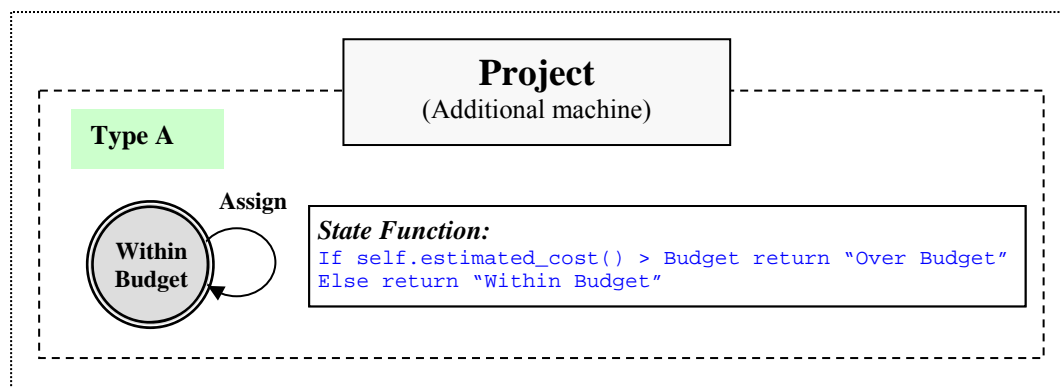 Project
(Additional machine)
Type A
Assign
Within
Budget
State Function:
If self.estimated_cost() > Budget return “Over Budget”
Else return “Within Budget”